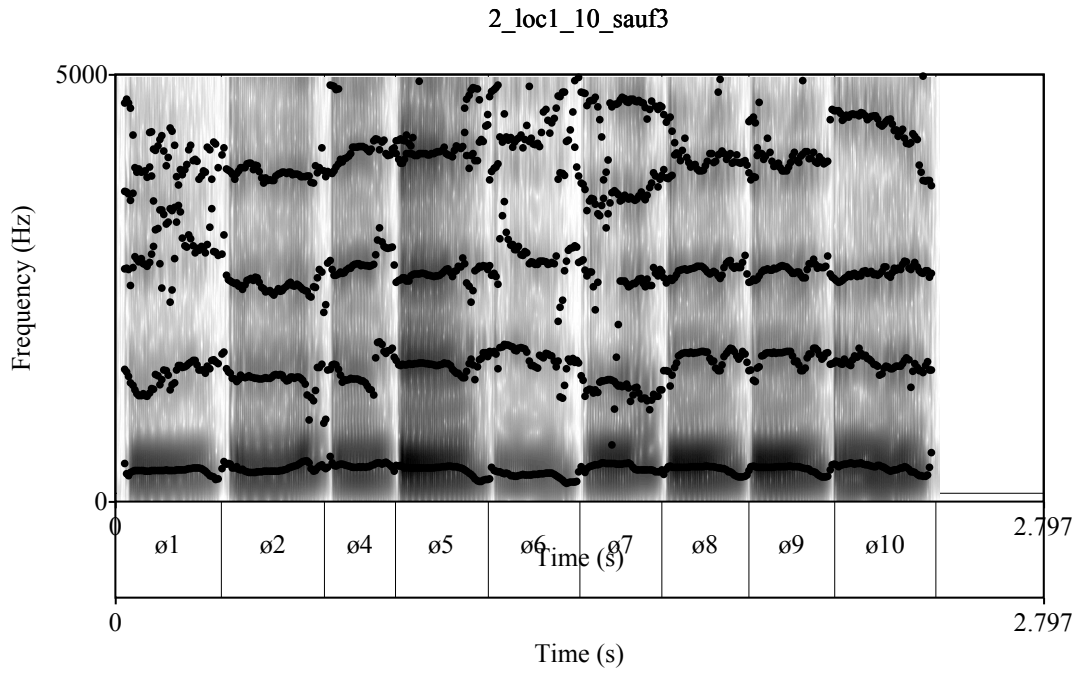 2_loc1_10_sauf3
5000
Frequency (Hz)
0
0 2.797
Time (s)
ø1 ø2 ø4 ø5 ø6 ø7 ø8 ø9 ø10
0 2.797
Time (s)